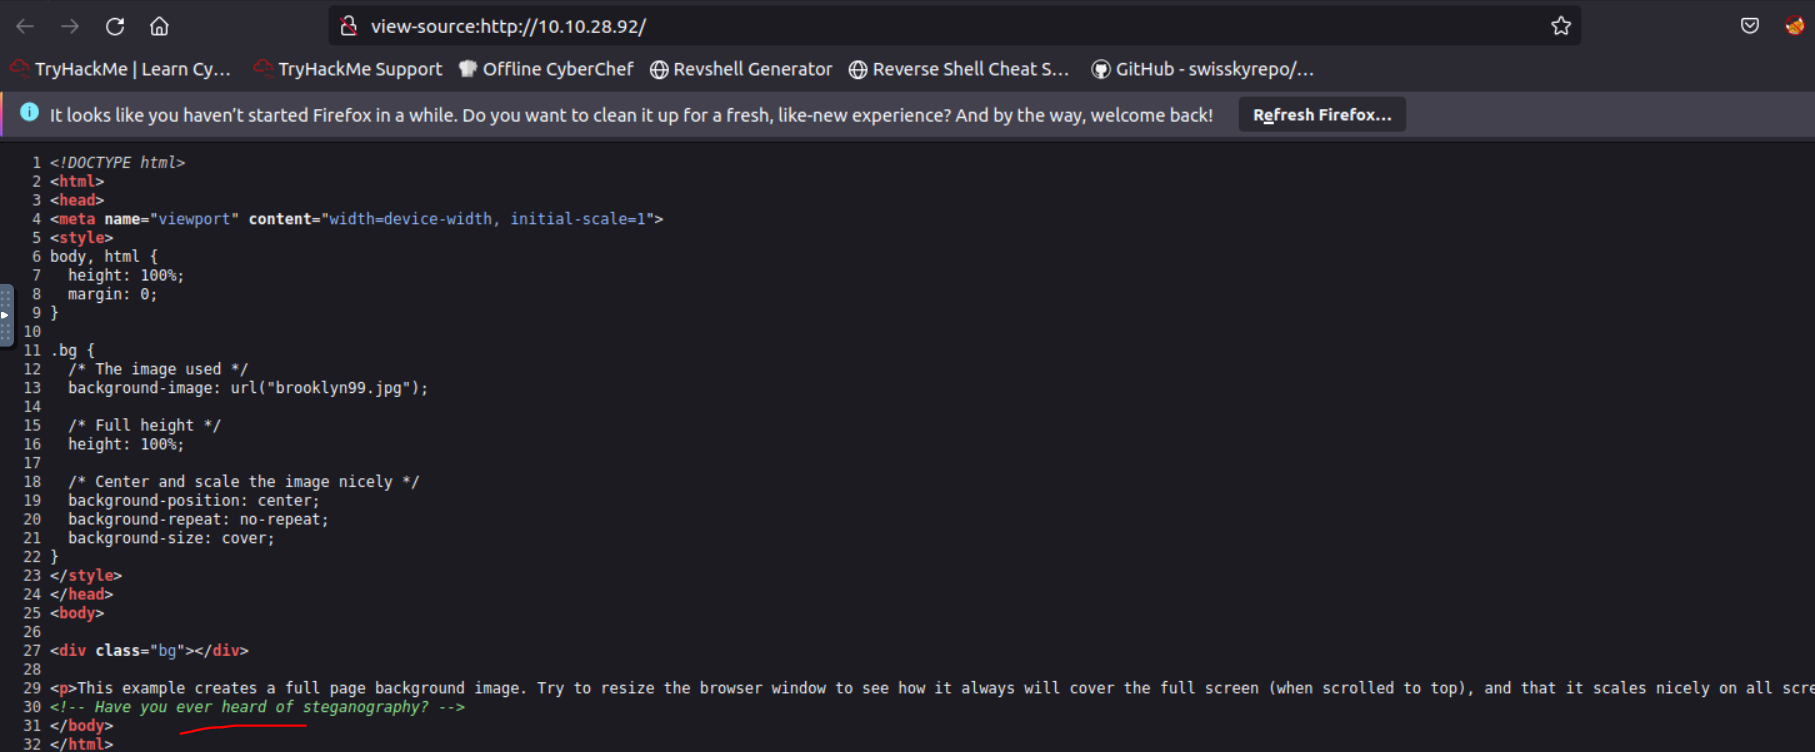 view-source:http://10.10.28.92/
TryHackMe | Learn Cy... TryHackMe Support Offline CyberChef Revshell Generator Reverse Shell Cheat S... GitHub - swisskyrepo/...
It looks like you haven't started Firefox in a while. Do you want to clean it up for a fresh, like-new experience? And by the way, welcome back! Refresh Firefox...
1 <!DOCTYPE html>
2 <html>
3 <head>
4 <meta name="viewport" content="width=device-width, initial-scale=1">
5 <style>
6 body, html {
7   height: 100%;
8   margin: 0;
9 }
10
11 .bg {
12   /* The image used */
13   background-image: url("brooklyn99.jpg");
14
15   /* Full height */
16   height: 100%;
17
18   /* Center and scale the image nicely */
19   background-position: center;
20   background-repeat: no-repeat;
21   background-size: cover;
22 }
23 </style>
24 </head>
25 <body>
26
27 <div class="bg"></div>
28
29 <p>This example creates a full page background image. Try to resize the browser window to see how it always will cover the full screen (when scrolled to top), and that it scales nicely on all scre
30 <!-- Have you ever heard of steganography? -->
31 </body>
32 </html>